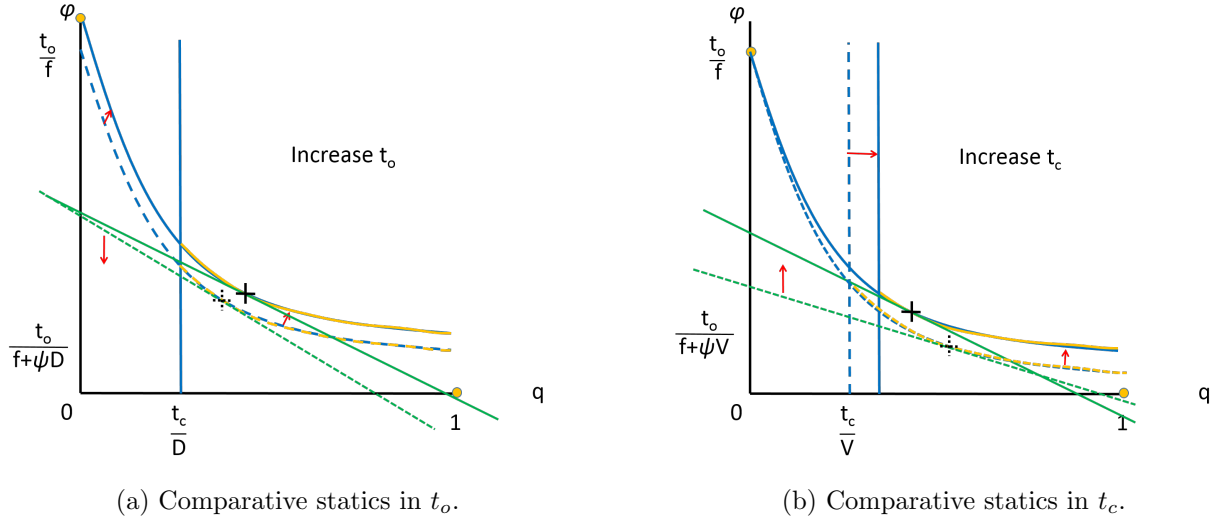 φ
t_o
f
Increase t_o
t_o
f+ψD
0
t_c
D
1
q
(a) Comparative statics in t_o.
φ
t_o
f
Increase t_c
t_o
f+ψV
0
t_c
V
1
q
(b) Comparative statics in t_c.